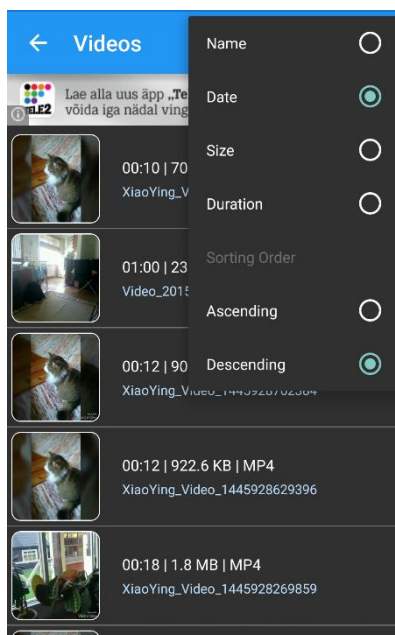 Videos
Name
Date
Size
Duration
Sorting Order
Ascending
Descending
TELE2
Lae alla uus äpp „Te
võida iga nädal ving
00:10 | 70
XiaoYing_V
01:00 | 23
Video_2015
00:12 | 90
XiaoYing_Video_1445928702384
00:12 | 922.6 KB | MP4
XiaoYing_Video_1445928629396
00:18 | 1.8 MB | MP4
XiaoYing_Video_1445928269859